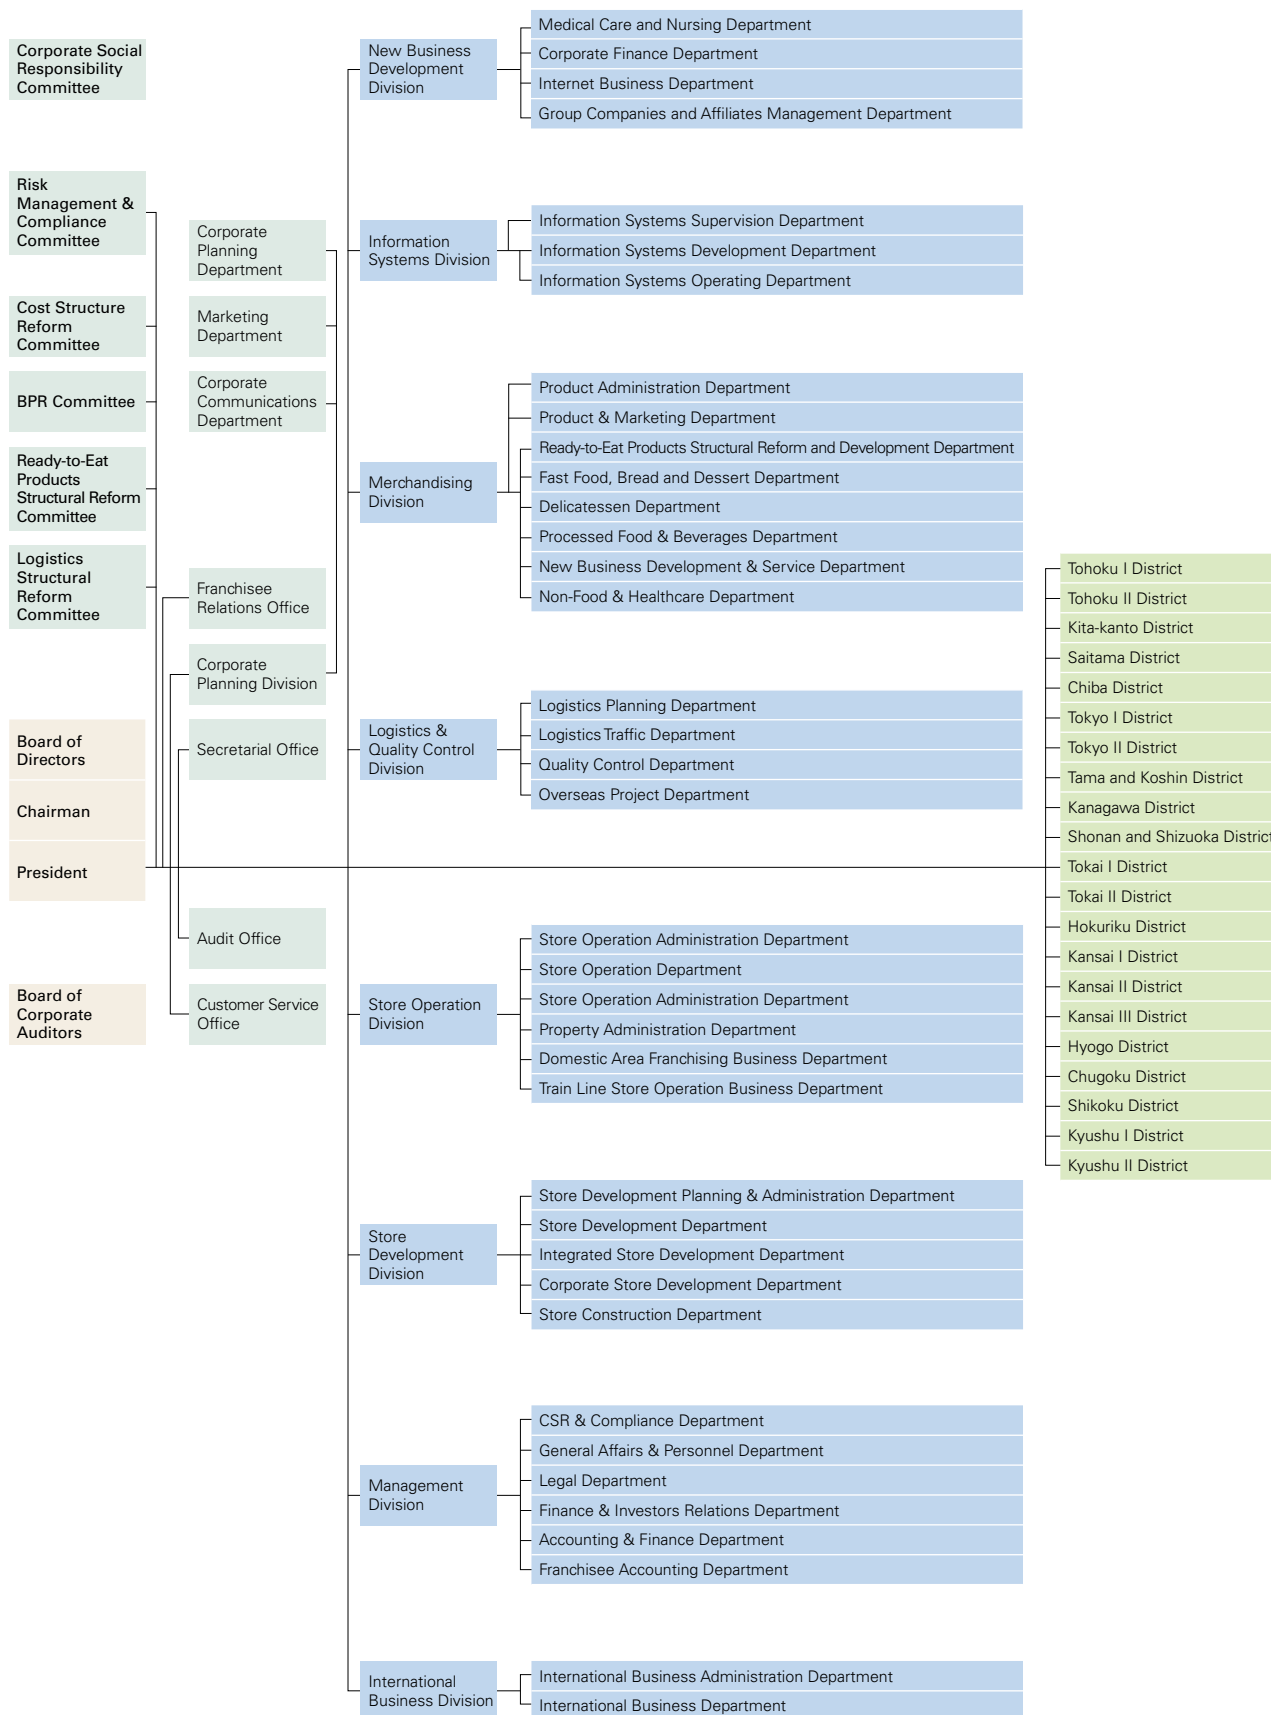 Corporate Social
Responsibility
Committee
Risk
Management &
Compliance
Committee
Cost Structure
Reform
Committee
BPR Committee
Ready-to-Eat
Products
Structural Reform
Committee
Logistics
Structural
Reform
Committee
Board of
Directors
Chairman
President
Board of
Corporate
Auditors
Corporate
Planning
Department
Marketing
Department
Corporate
Communications
Department
Franchisee
Relations Office
Corporate
Planning Division
Secretarial Office
Audit Office
Customer Service
Office
New Business
Development
Division
Medical Care and Nursing Department
Corporate Finance Department
Internet Business Department
Group Companies and Affiliates Management Department
Information
Systems Division
Information Systems Supervision Department
Information Systems Development Department
Information Systems Operating Department
Merchandising
Division
Product Administration Department
Product & Marketing Department
Ready-to-Eat Products Structural Reform and Development Department
Fast Food, Bread and Dessert Department
Delicatessen Department
Processed Food & Beverages Department
New Business Development & Service Department
Non-Food & Healthcare Department
Logistics &
Quality Control
Division
Logistics Planning Department
Logistics Traffic Department
Quality Control Department
Overseas Project Department
Store Operation
Division
Store Operation Administration Department
Store Operation Department
Store Operation Administration Department
Property Administration Department
Domestic Area Franchising Business Department
Train Line Store Operation Business Department
Store
Development
Division
Store Development Planning & Administration Department
Store Development Department
Integrated Store Development Department
Corporate Store Development Department
Store Construction Department
Management
Division
CSR & Compliance Department
General Affairs & Personnel Department
Legal Department
Finance & Investors Relations Department
Accounting & Finance Department
Franchisee Accounting Department
International
Business Division
International Business Administration Department
International Business Department
Tohoku I District
Tohoku II District
Kita-kanto District
Saitama District
Chiba District
Tokyo I District
Tokyo II District
Tama and Koshin District
Kanagawa District
Shonan and Shizuoka District
Tokai I District
Tokai II District
Hokuriku District
Kansai I District
Kansai II District
Kansai III District
Hyogo District
Chugoku District
Shikoku District
Kyushu I District
Kyushu II District